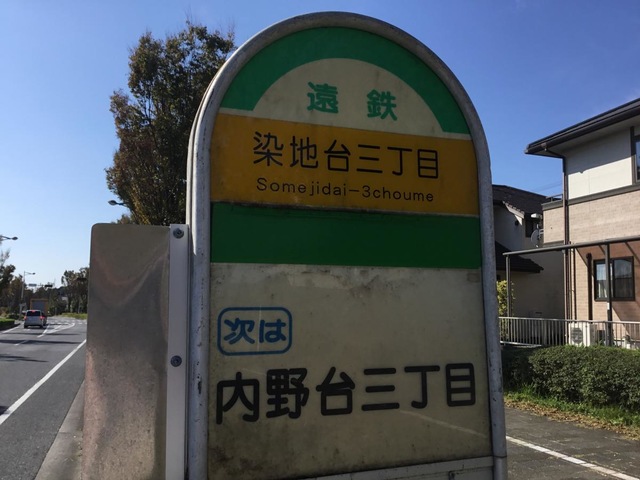 遠鉄
染地台三丁目
Somejidai-3choume
次は
内野台三丁目